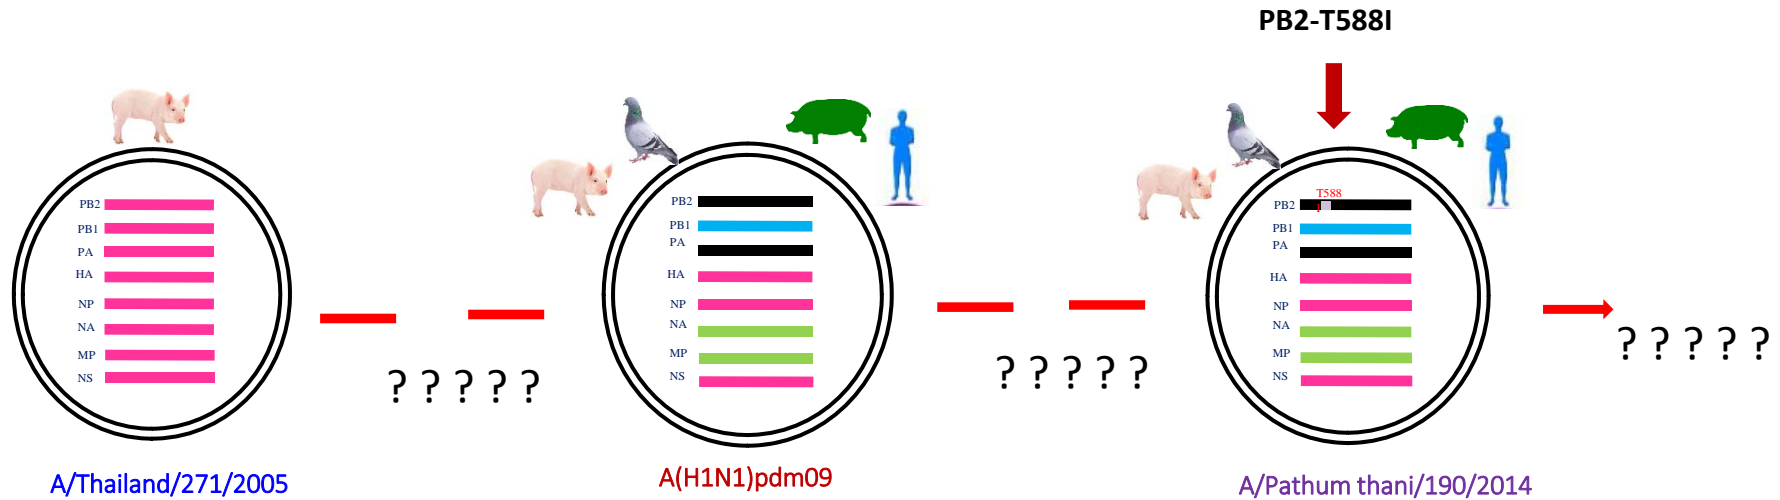 PB2-T588I
PB2
PB1
PA
HA
NP
NA
MP
NS
? ? ? ? ?
A/Thailand/271/2005
PB2
PB1
PA
HA
NP
NA
MP
NS
? ? ? ? ?
A(H1N1)pdm09
T588
I
PB2
PB1
PA
HA
NP
NA
MP
NS
? ? ? ? ?
A/Pathum thani/190/2014